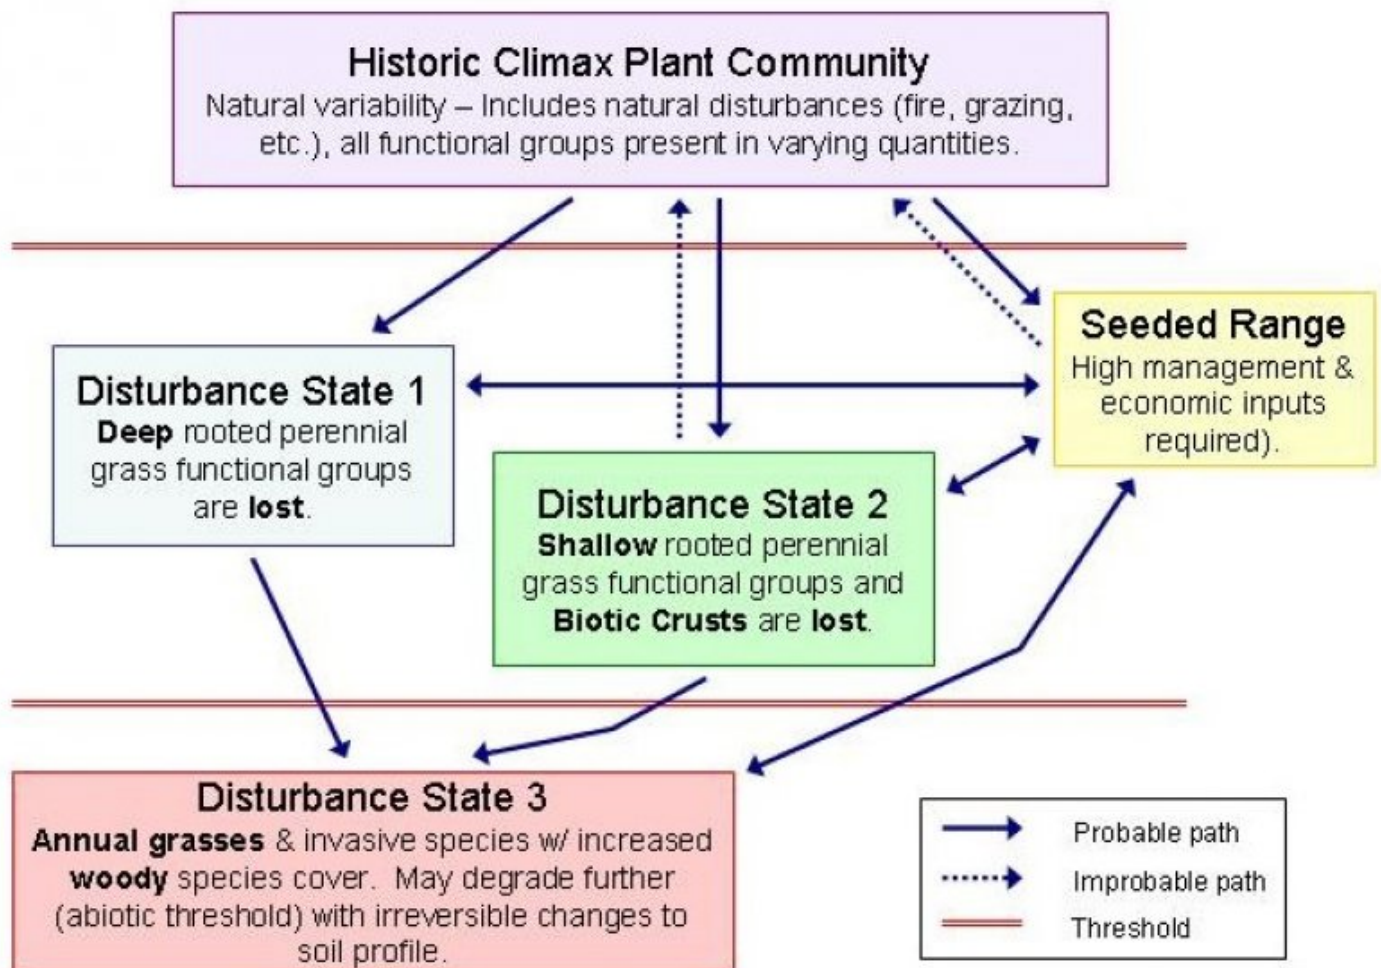 Historic Climax Plant Community
Natural variability – Includes natural disturbances (fire, grazing,
etc.), all functional groups present in varying quantities.
Seeded Range
High management &
economic inputs
required).
Disturbance State 1
Deep rooted perennial
grass functional groups
are lost.
Disturbance State 2
Shallow rooted perennial
grass functional groups and
Biotic Crusts are lost.
Disturbance State 3
Annual grasses & invasive species w/ increased
woody species cover. May degrade further
(abiotic threshold) with irreversible changes to
soil profile.
Probable path
Improbable path
Threshold